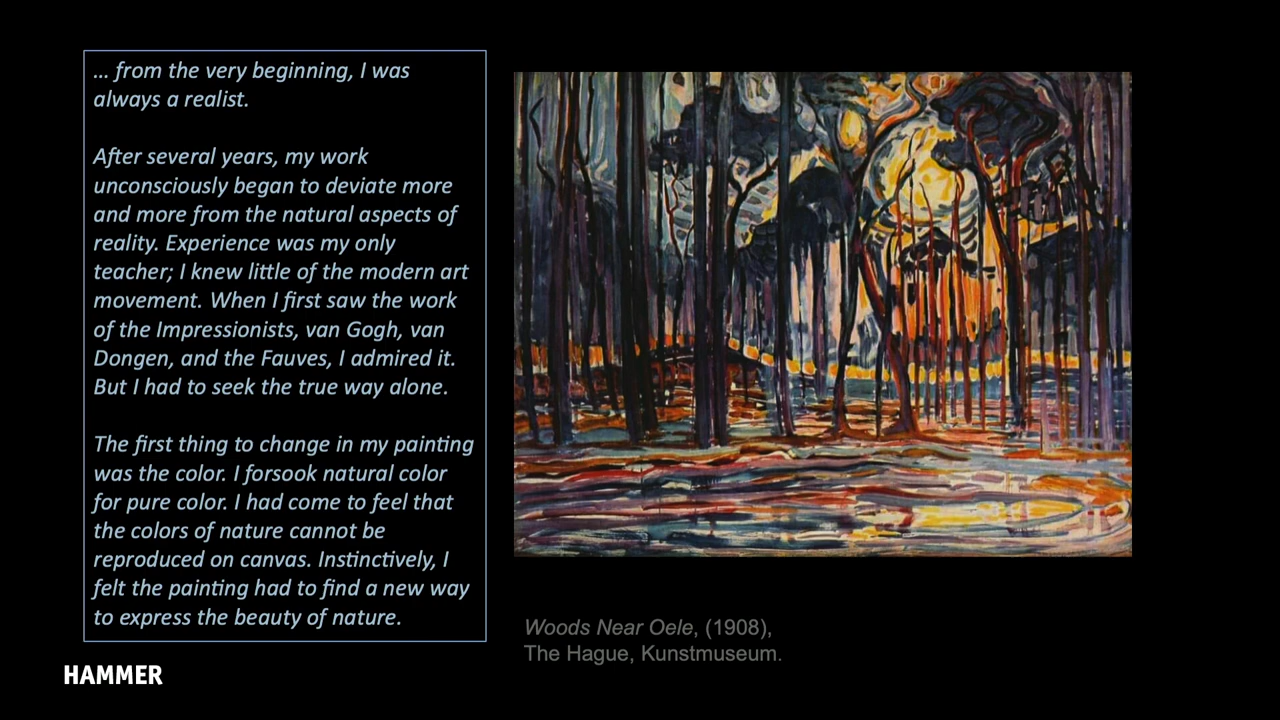 ... from the very beginning, I was
always a realist.
After several years, my work
unconsciously began to deviate more
and more from the natural aspects of
reality. Experience was my only
teacher; I knew little of the modern art
movement. When I first saw the work
of the Impressionists, van Gogh, van
Dongen, and the Fauves, I admired it.
But I had to seek the true way alone.
The first thing to change in my painting
was the color. I forsook natural color
for pure color. I had come to feel that
the colors of nature cannot be
reproduced on canvas. Instinctively, I
felt the painting had to find a new way
to express the beauty of nature.
Woods Near Oele, (1908),
The Hague, Kunstmuseum.
HAMMER